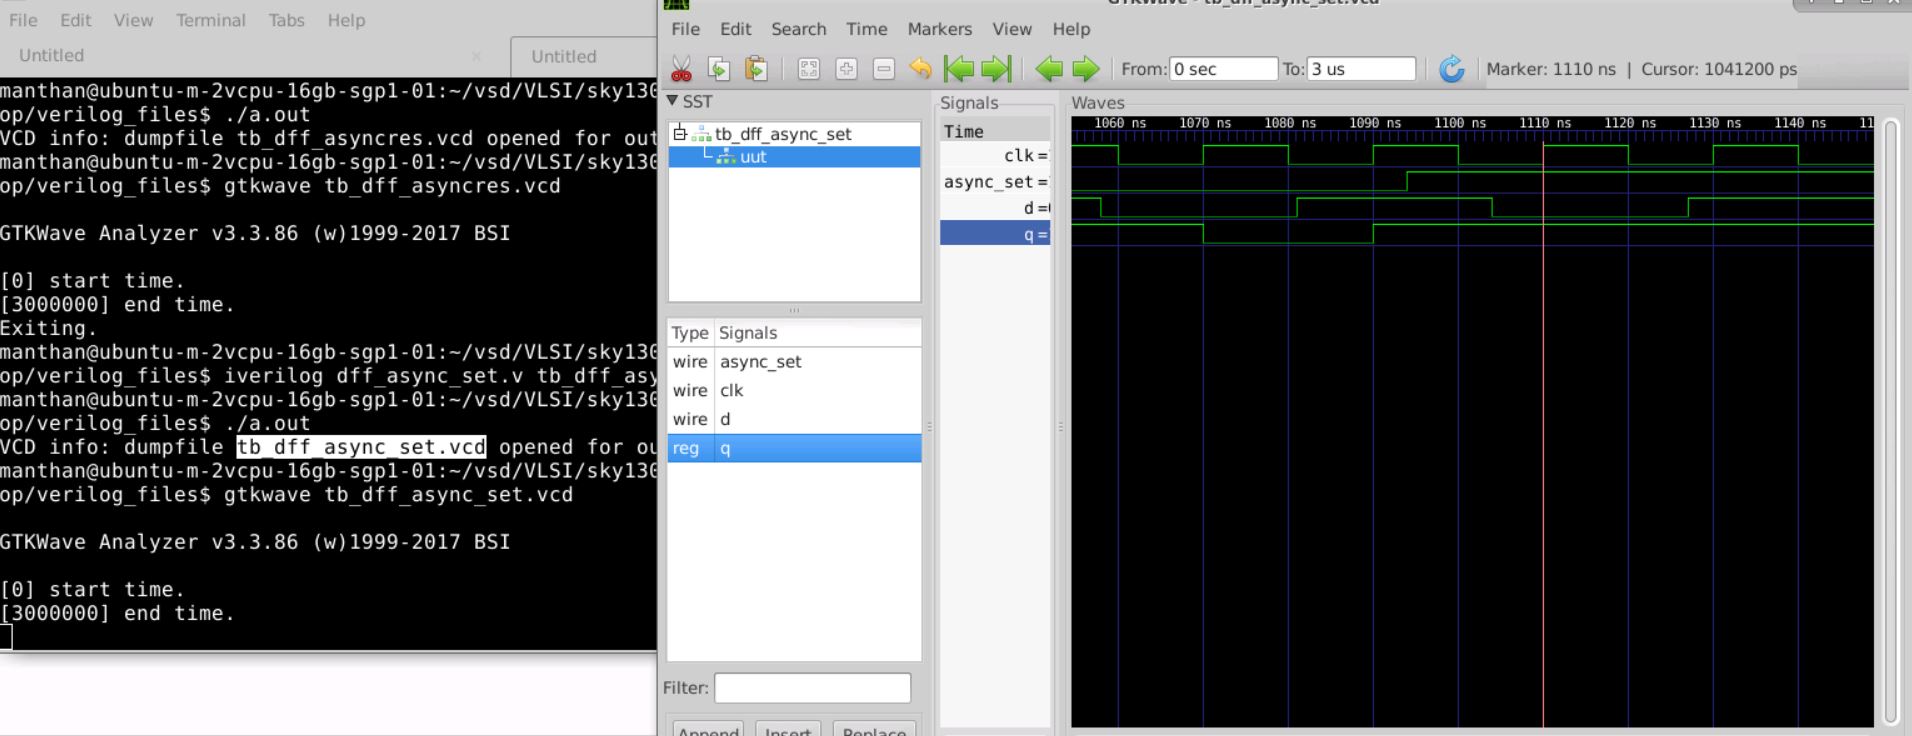 File Edit View Terminal Tabs Help
Untitled
Untitled
manthan@ubuntu-m-2vcpu-16gb-sgp1-01:~/vsd/VLSI/sky130
op/verilog_files$ ./a.out
VCD info: dumpfile tb_dff_asyncres.vcd opened for out
manthan@ubuntu-m-2vcpu-16gb-sgp1-01:~/vsd/VLSI/sky130
op/verilog_files$ gtkwave tb_dff_asyncres.vcd
GTKWave Analyzer v3.3.86 (w)1999-2017 BSI
[0] start time.
[3000000] end time.
Exiting.
manthan@ubuntu-m-2vcpu-16gb-sgp1-01:~/vsd/VLSI/sky130
op/verilog_files$ iverilog dff_async_set.v tb_dff_asy
manthan@ubuntu-m-2vcpu-16gb-sgp1-01:~/vsd/VLSI/sky130
op/verilog_files$ ./a.out
VCD info: dumpfile tb_dff_async_set.vcd opened for ou
manthan@ubuntu-m-2vcpu-16gb-sgp1-01:~/vsd/VLSI/sky130
op/verilog_files$ gtkwave tb_dff_async_set.vcd
GTKWave Analyzer v3.3.86 (w)1999-2017 BSI
[0] start time.
[3000000] end time.
GTKWave - tb_dff_async_set.vcd
File Edit Search Time Markers View Help
From: 0 sec To: 3 us Marker: 1110 ns | Cursor: 1041200 ps
SST
tb_dff_async_set
uut
Type Signals
wire async_set
wire clk
wire d
reg q
Filter:
Append Insert Replace
Signals
Time
clk =
async_set =
d =
q =
Waves
1060 ns 1070 ns 1080 ns 1090 ns 1100 ns 1110 ns 1120 ns 1130 ns 1140 ns 11